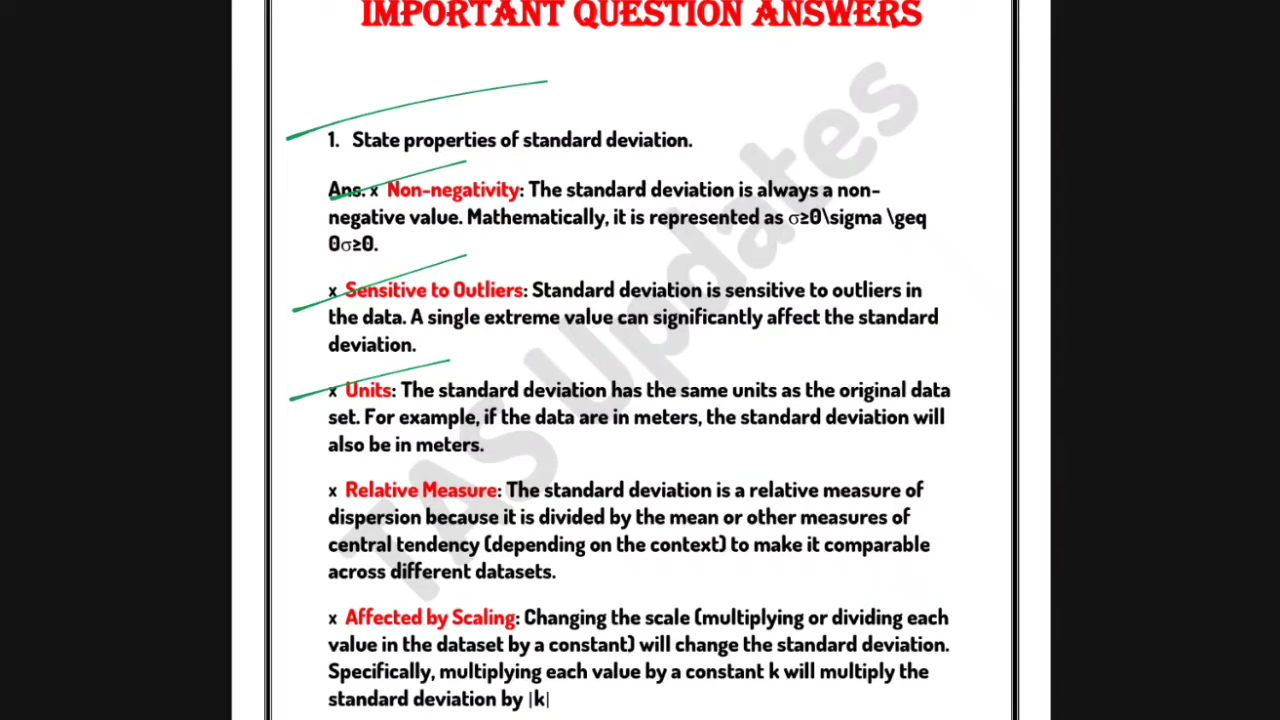 IMPORTANT QUESTION ANSWERS
1. State properties of standard deviation.
Ans. x Non-negativity: The standard deviation is always a non-
negative value. Mathematically, it is represented as σ≥0\sigma \geq
0σ≥0.
x Sensitive to Outliers: Standard deviation is sensitive to outliers in
the data. A single extreme value can significantly affect the standard
deviation.
x Units: The standard deviation has the same units as the original data
set. For example, if the data are in meters, the standard deviation will
also be in meters.
x Relative Measure: The standard deviation is a relative measure of
dispersion because it is divided by the mean or other measures of
central tendency (depending on the context) to make it comparable
across different datasets.
x Affected by Scaling: Changing the scale (multiplying or dividing each
value in the dataset by a constant) will change the standard deviation.
Specifically, multiplying each value by a constant k will multiply the
standard deviation by |k|
TAS Updates